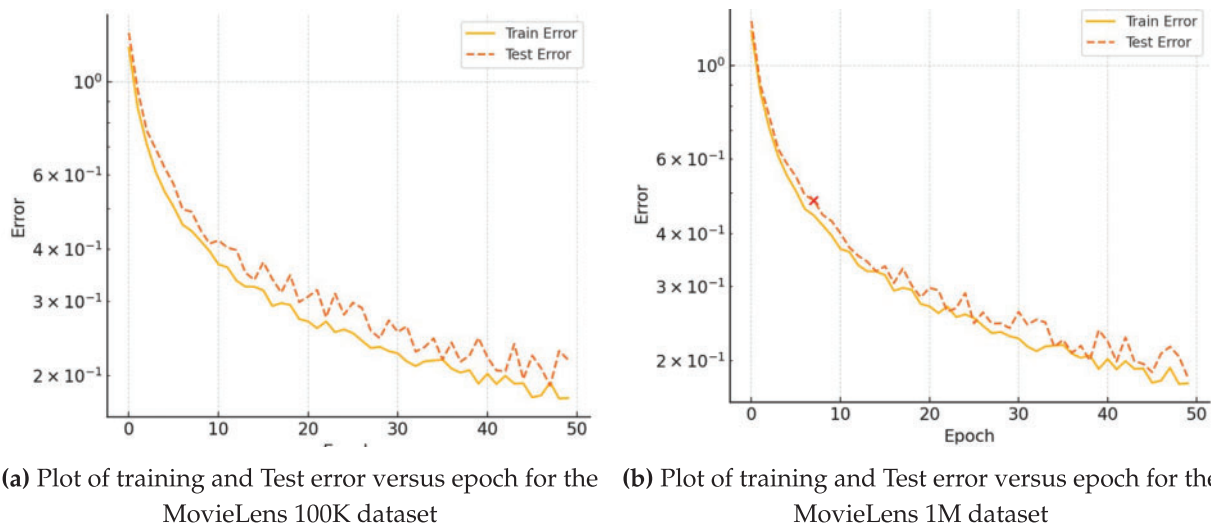 Train Error
Test Error
10⁰
6 × 10⁻¹
4 × 10⁻¹
3 × 10⁻¹
2 × 10⁻¹
Error
0 10 20 30 40 50
Train Error
Test Error
10⁰
6 × 10⁻¹
4 × 10⁻¹
3 × 10⁻¹
2 × 10⁻¹
Error
0 10 20 30 40 50
Epoch
(a) Plot of training and Test error versus epoch for the
MovieLens 100K dataset
(b) Plot of training and Test error versus epoch for the
MovieLens 1M dataset